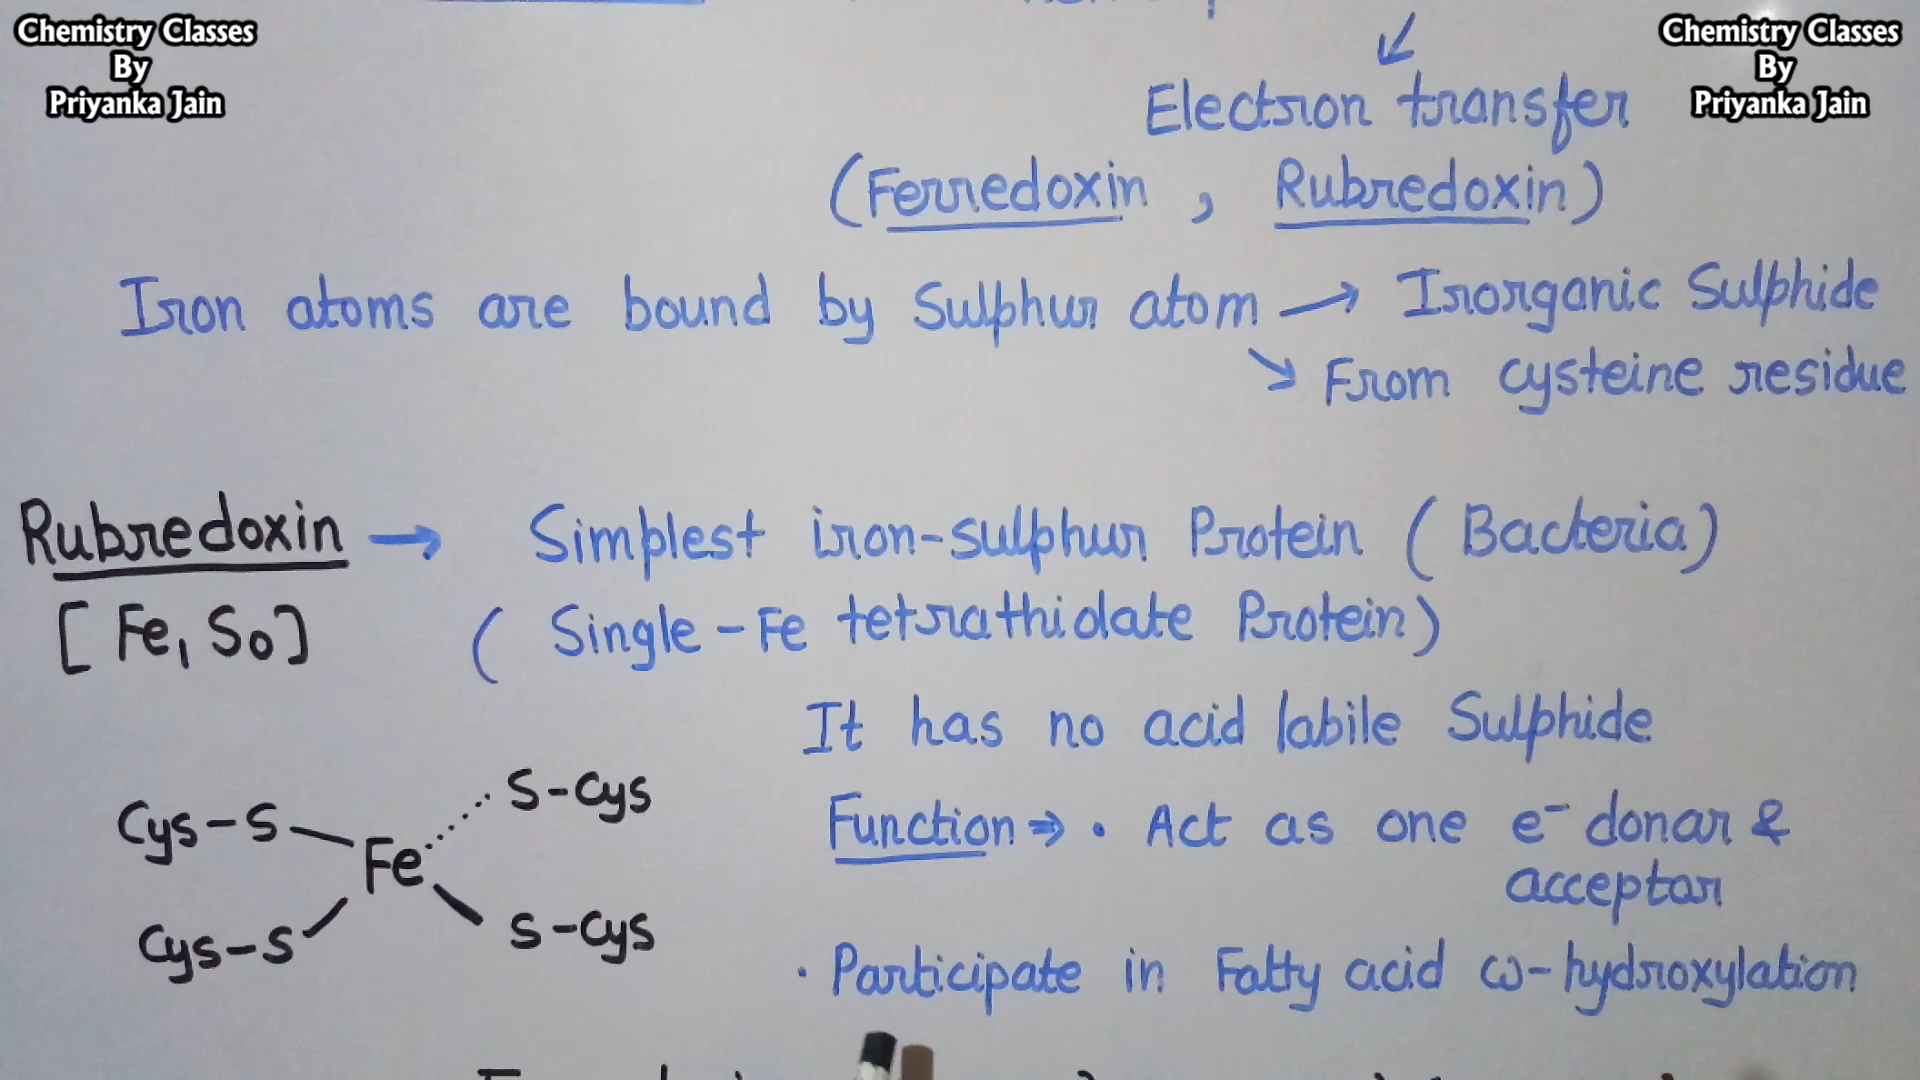 Chemistry Classes
By
Priyanka Jain
Chemistry Classes
By
Priyanka Jain
↙
Electron transfer
(Ferredoxin , Rubredoxin)
Iron atoms are bound by Sulphur atom → Inorganic Sulphide
↘ From cysteine residue
Rubredoxin → Simplest iron-sulphur Protein (Bacteria)
[Fe, S₀] (Single-Fe tetrathiolate Protein)
It has no acid labile Sulphide
Cys-S S-Cys
Fe
Cys-S S-Cys
Function ⇒ • Act as one e⁻ donar &
acceptar
• Participate in Fatty acid ω-hydroxylation